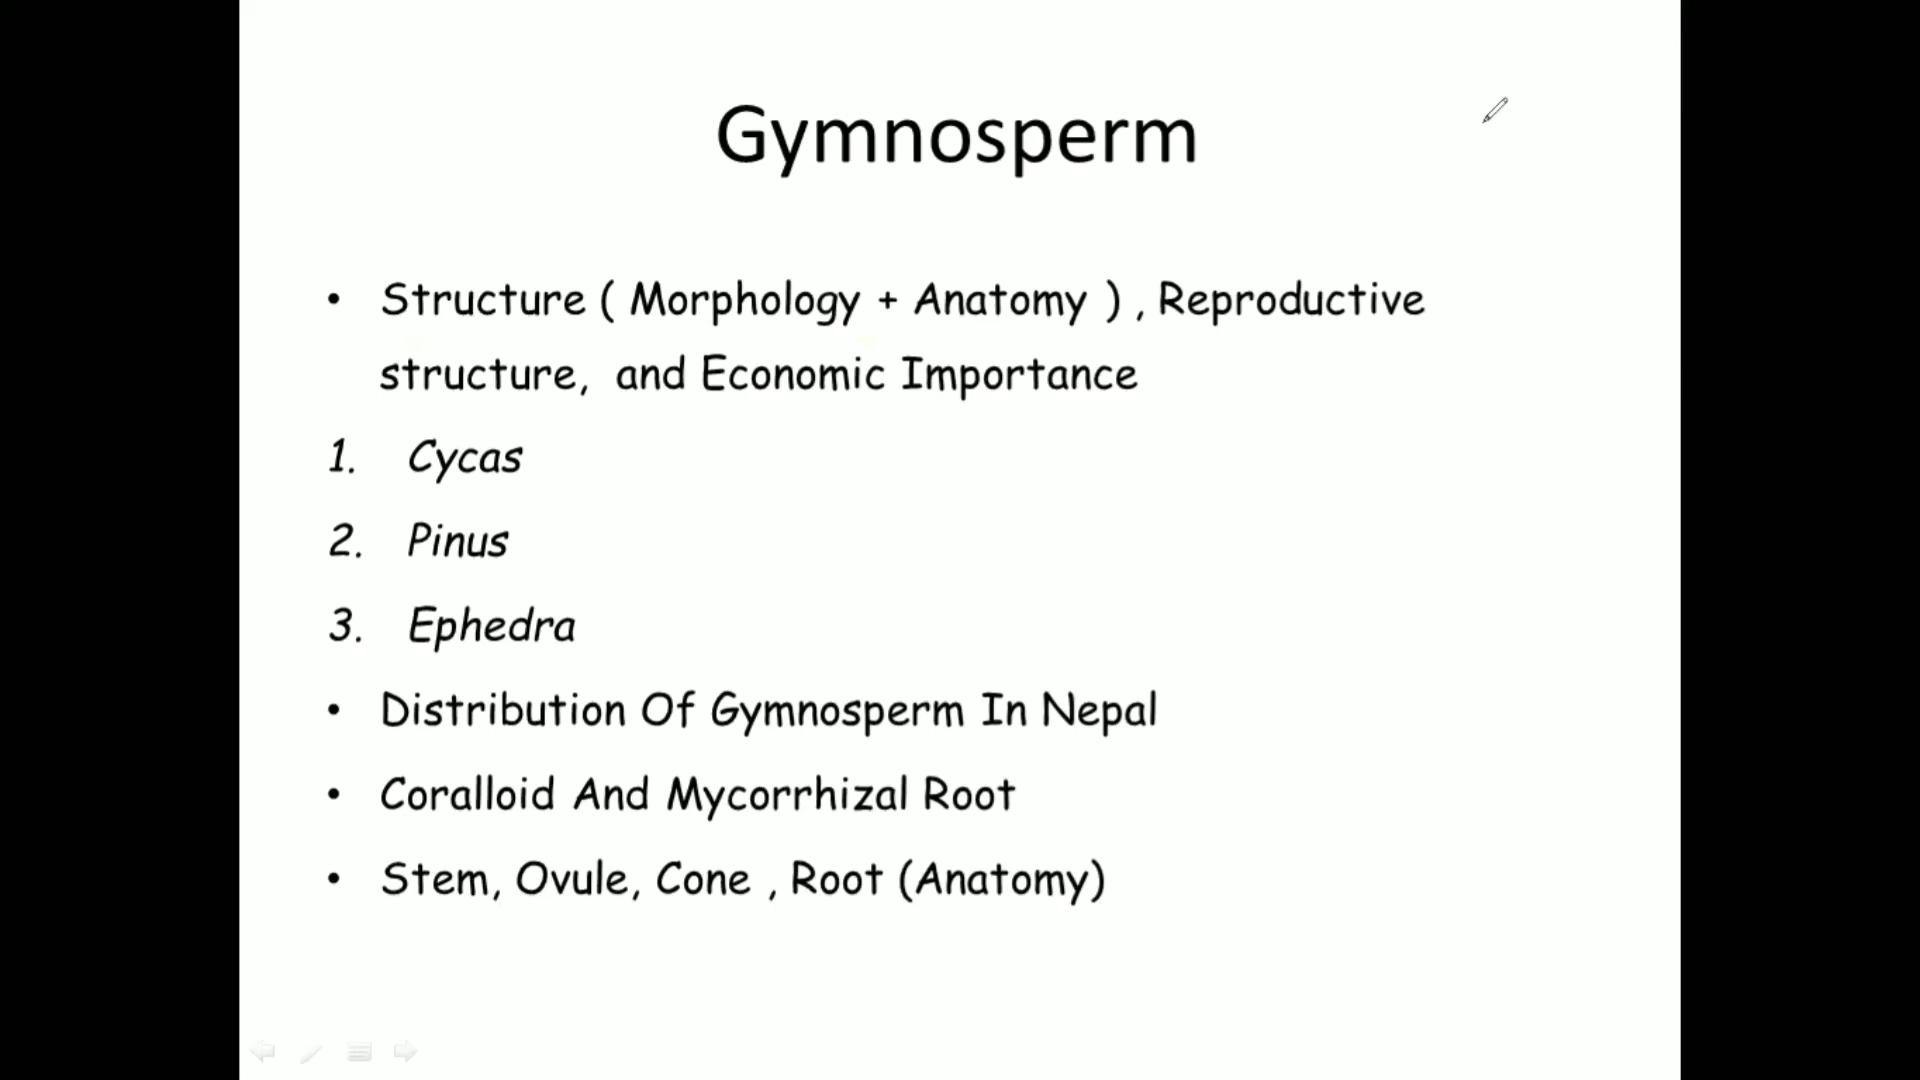 Gymnosperm
• Structure ( Morphology + Anatomy ) , Reproductive
structure, and Economic Importance
1. Cycas
2. Pinus
3. Ephedra
• Distribution Of Gymnosperm In Nepal
• Coralloid And Mycorrhizal Root
• Stem, Ovule, Cone , Root (Anatomy)